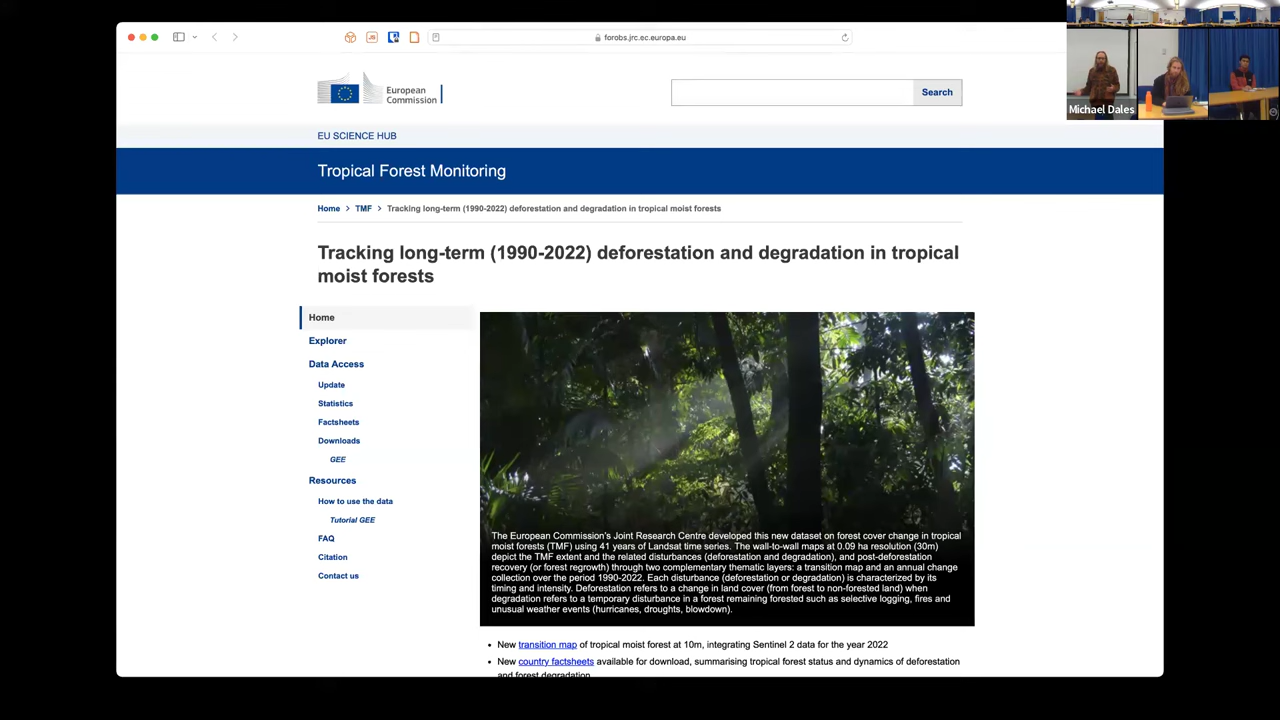 forobs.jrc.ec.europa.eu
European
Commission
Search
Michael Dales
EU SCIENCE HUB
Tropical Forest Monitoring
Home > TMF > Tracking long-term (1990-2022) deforestation and degradation in tropical moist forests
Tracking long-term (1990-2022) deforestation and degradation in tropical
moist forests
Home
Explorer
Data Access
Update
Statistics
Factsheets
Downloads
GEE
Resources
How to use the data
Tutorial GEE
FAQ
Citation
Contact us
The European Commission's Joint Research Centre developed this new dataset on forest cover change in tropical
moist forests (TMF) using 41 years of Landsat time series. The wall-to-wall maps at 0.09 ha resolution (30m)
depict the TMF extent and the related disturbances (deforestation and degradation), and post-deforestation
recovery (or forest regrowth) through two complementary thematic layers: a transition map and an annual change
collection over the period 1990-2022. Each disturbance (deforestation or degradation) is characterized by its
timing and intensity. Deforestation refers to a change in land cover (from forest to non-forested land) when
degradation refers to a temporary disturbance in a forest remaining forested such as selective logging, fires and
unusual weather events (hurricanes, droughts, blowdown).
• New transition map of tropical moist forest at 10m, integrating Sentinel 2 data for the year 2022
• New country factsheets available for download, summarising tropical forest status and dynamics of deforestation
and forest degradation